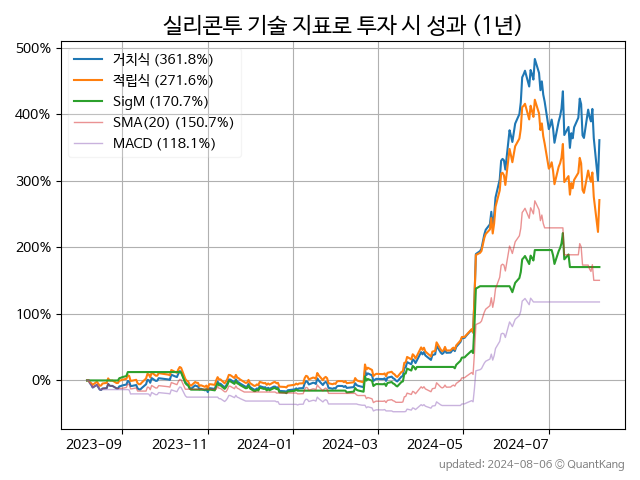 실리콘투 기술 지표로 투자 시 성과 (1년)
500%
400%
300%
200%
100%
0%
거치식 (361.8%)
적립식 (271.6%)
SigM (170.7%)
SMA(20) (150.7%)
MACD (118.1%)
2023-09 2023-11 2024-01 2024-03 2024-05 2024-07
updated: 2024-08-06 © QuantKang